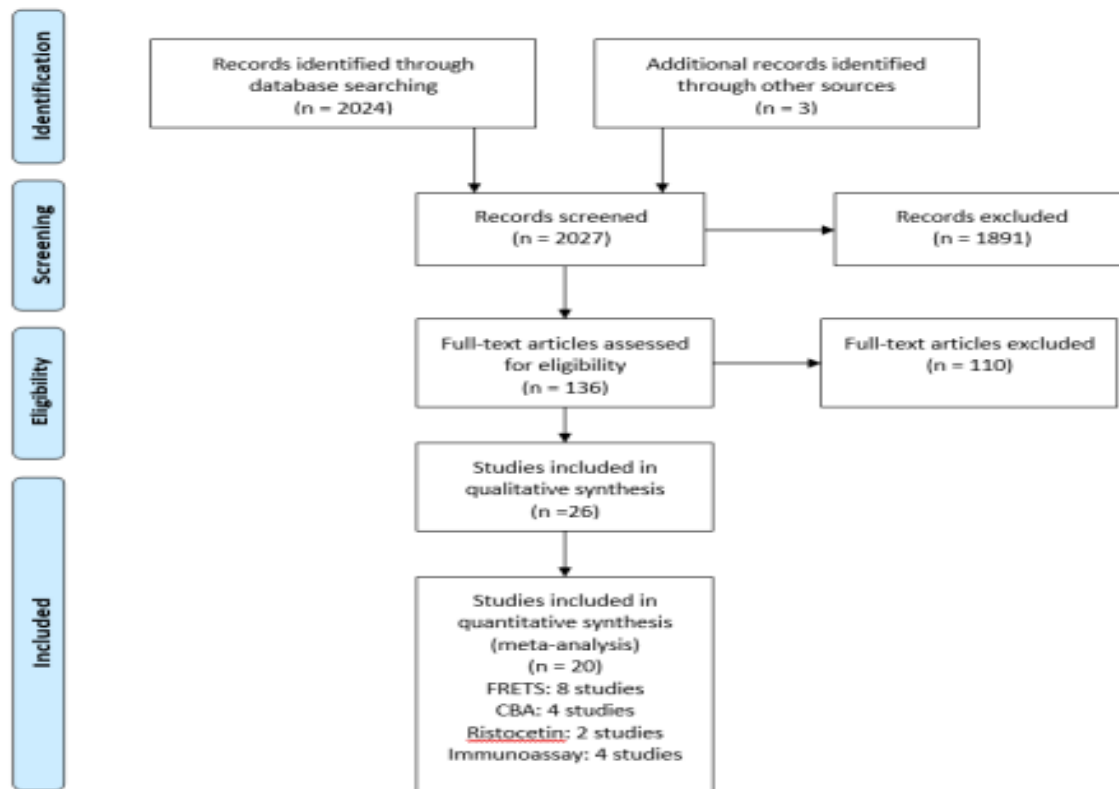 Identification
Records identified through
database searching
(n = 2024)
Additional records identified
through other sources
(n = 3)
Screening
Records screened
(n = 2027)
Records excluded
(n = 1891)
Eligibility
Full-text articles assessed
for eligibility
(n = 136)
Full-text articles excluded
(n = 110)
Included
Studies included in
qualitative synthesis
(n =26)
Studies included in
quantitative synthesis
(meta-analysis)
(n = 20)
FRETS: 8 studies
CBA: 4 studies
Ristocetin: 2 studies
Immunoassay: 4 studies